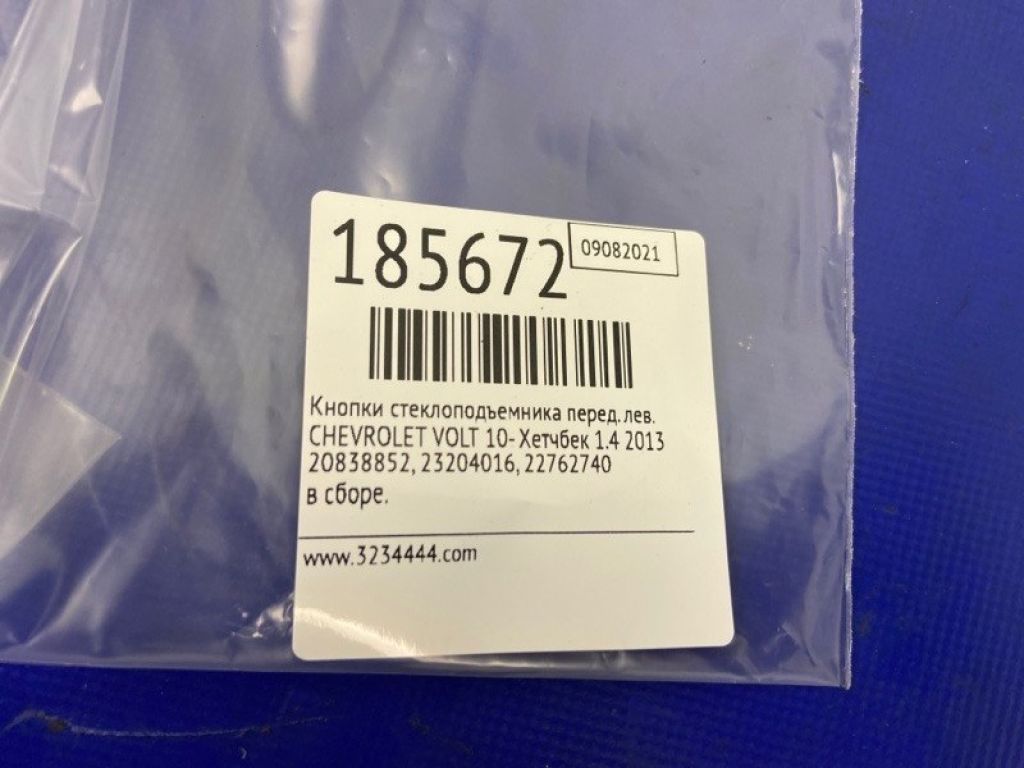 185672
09082021
Кнопки стеклоподъемника перед. лев.
CHEVROLET VOLT 10- Хетчбек 1.4 2013
20838852, 23204016, 22762740
в сборе.
www.3234444.com